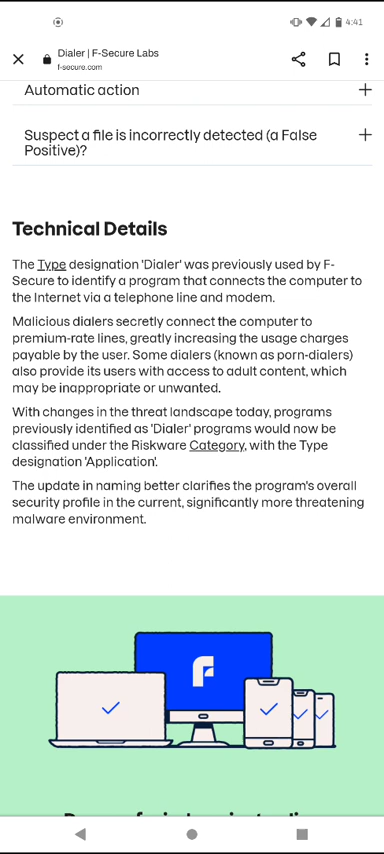 4:41
Dialer | F-Secure Labs
f-secure.com
Automatic action
Suspect a file is incorrectly detected (a False
Positive)?
Technical Details
The Type designation 'Dialer' was previously used by F-
Secure to identify a program that connects the computer to
the Internet via a telephone line and modem.
Malicious dialers secretly connect the computer to
premium-rate lines, greatly increasing the usage charges
payable by the user. Some dialers (known as porn-dialers)
also provide its users with access to adult content, which
may be inappropriate or unwanted.
With changes in the threat landscape today, programs
previously identified as 'Dialer' programs would now be
classified under the Riskware Category, with the Type
designation 'Application'.
The update in naming better clarifies the program's overall
security profile in the current, significantly more threatening
malware environment.